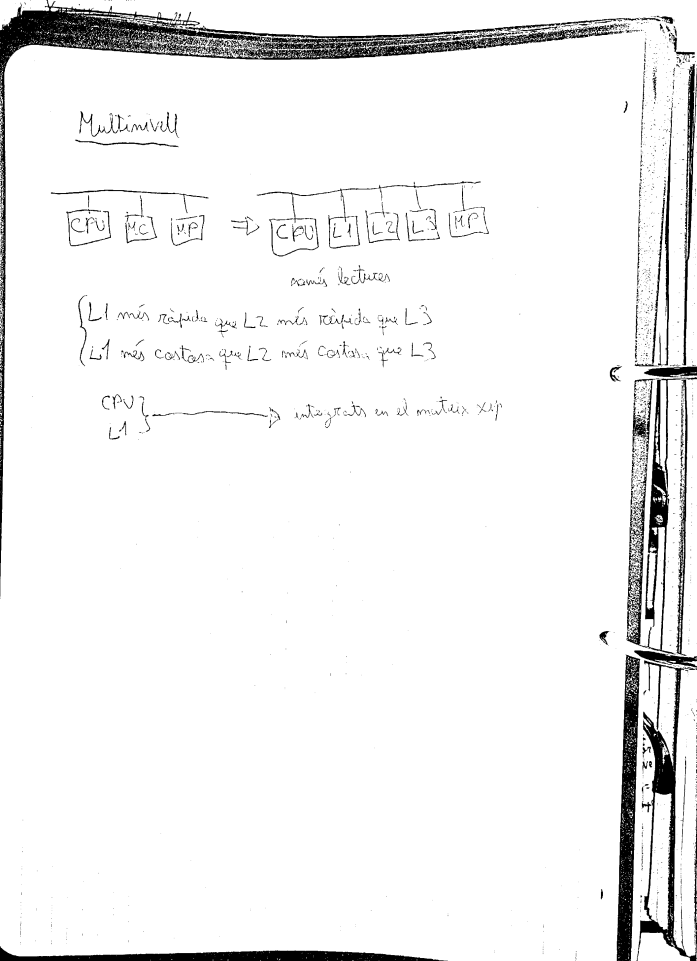 Multinivell
CPU MC MP ⇒ CPU L1 L2 L3 MP
només lectures
L1 més ràpida que L2 més ràpida que L3
L1 més costosa que L2 més costosa que L3
CPU
L1
integrats en el mateix xip